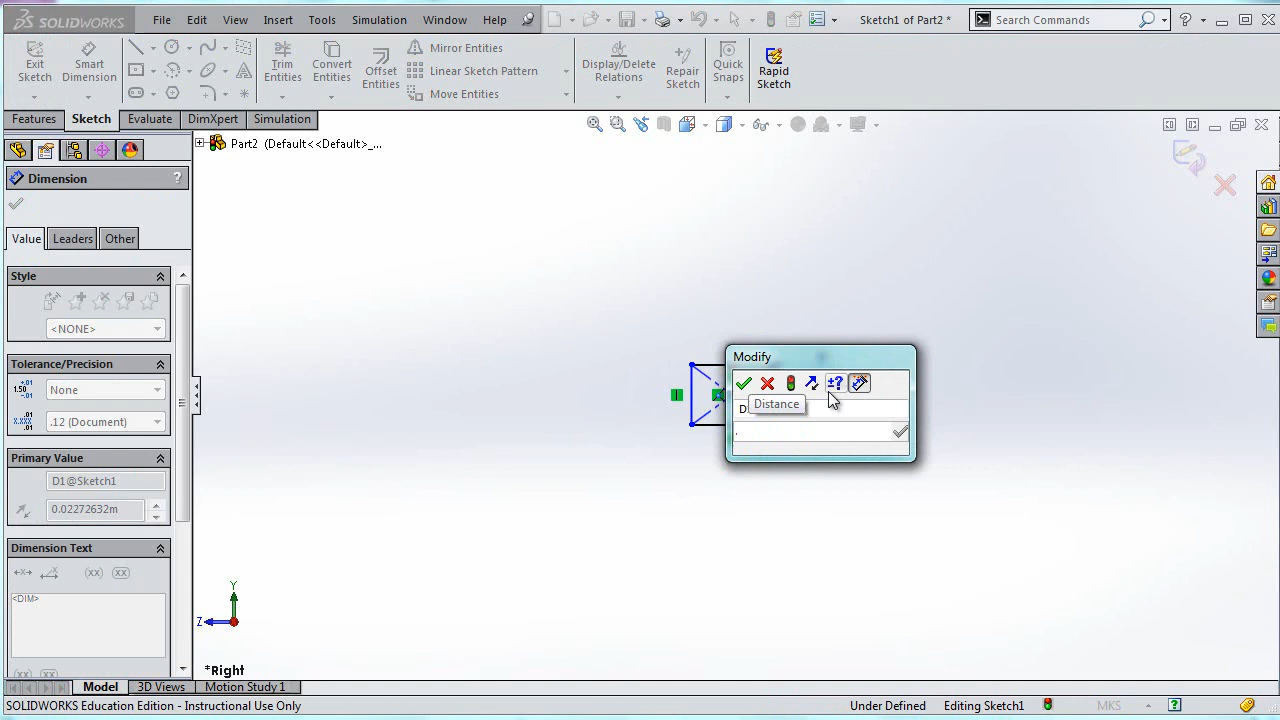 SOLIDWORKS File Edit View Insert Tools Simulation Window Help Sketch1 of Part2 * Search Commands ?
Exit Sketch
Smart Dimension
Trim Entities
Convert Entities
Offset Entities
Mirror Entities
Linear Sketch Pattern
Move Entities
Display/Delete Relations
Repair Sketch
Quick Snaps
Rapid Sketch
Features Sketch Evaluate DimXpert Simulation
Part2 (Default<<Default>_...
Dimension ?
Value Leaders Other
Style
<NONE>
Tolerance/Precision
None
.12 (Document)
Primary Value
D1@Sketch1
0.02272632m
Dimension Text
<DIM>
Modify
Distance
D
.
Y
Z
*Right
Model 3D Views Motion Study 1
SOLIDWORKS Education Edition - Instructional Use Only Under Defined Editing Sketch1 MKS ?